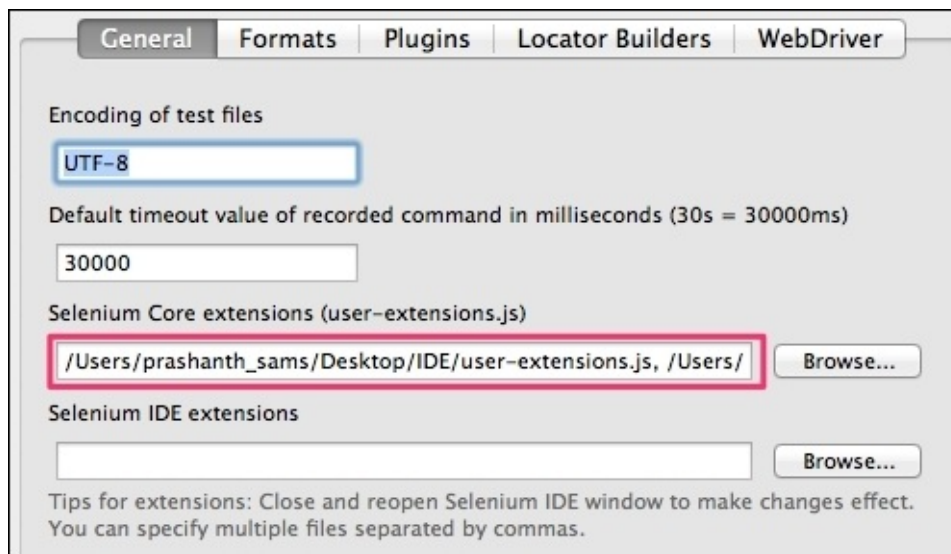 General Formats Plugins Locator Builders WebDriver
Encoding of test files
UTF-8
Default timeout value of recorded command in milliseconds (30s = 30000ms)
30000
Selenium Core extensions (user-extensions.js)
/Users/prashanth_sams/Desktop/IDE/user-extensions.js, /Users/ Browse...
Selenium IDE extensions
Browse...
Tips for extensions: Close and reopen Selenium IDE window to make changes effect.
You can specify multiple files separated by commas.